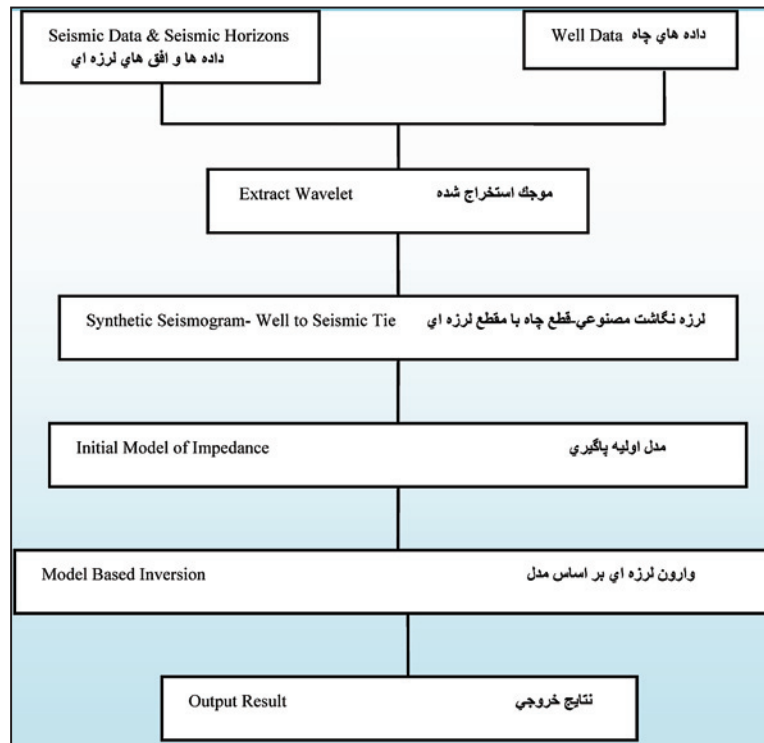 Seismic Data & Seismic Horizons
داده ها و افق هاي لرزه اي
Well Data داده هاي چاه
Extract Wavelet موجك استخراج شده
Synthetic Seismogram- Well to Seismic Tie لرزه نگاشت مصنوعي-قطع چاه با مقطع لرزه اي
Initial Model of Impedance مدل اوليه پاگيري
Model Based Inversion وارون لرزه اي بر اساس مدل
Output Result نتايج خروجي